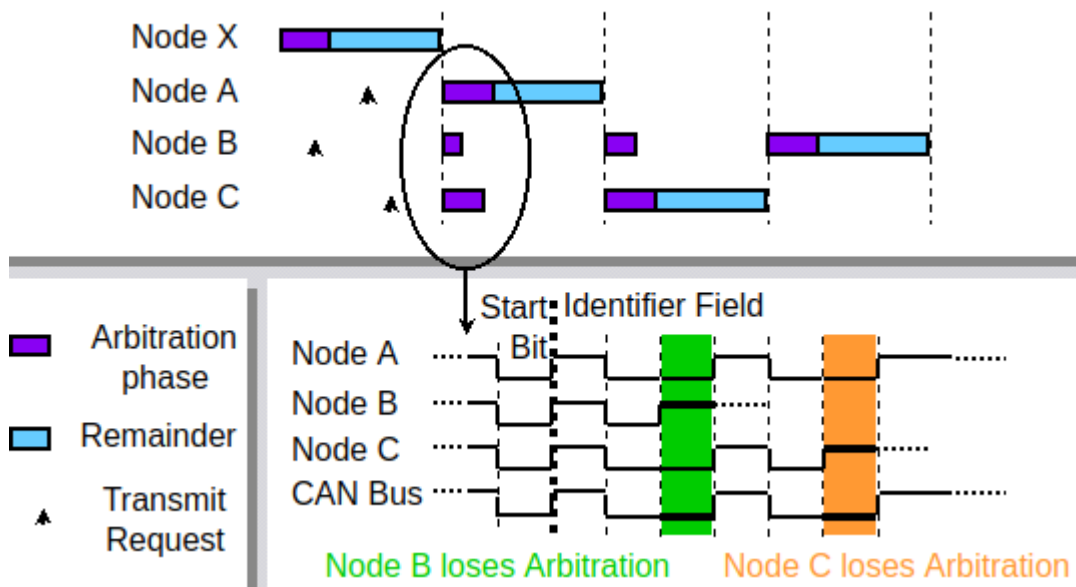 Node X
Node A
Node B
Node C
Arbitration
phase
Remainder
Transmit
Request
Start
Bit
Identifier Field
Node A
Node B
Node C
CAN Bus
Node B loses Arbitration
Node C loses Arbitration